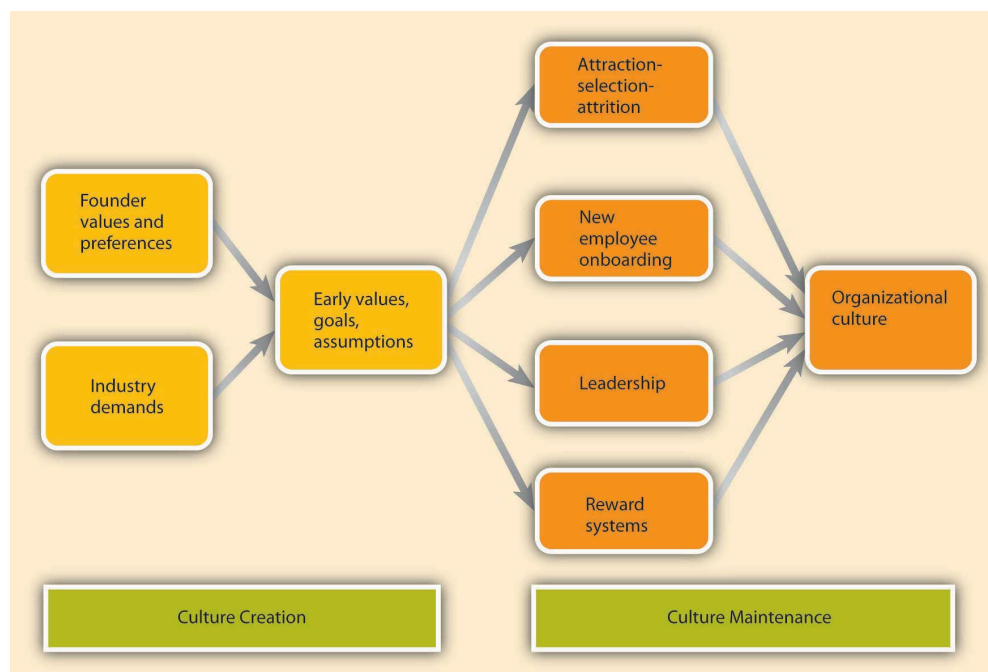 Founder
values and
preferences
Industry
demands
Early values,
goals,
assumptions
Attraction-
selection-
attrition
New
employee
onboarding
Leadership
Reward
systems
Organizational
culture
Culture Creation
Culture Maintenance